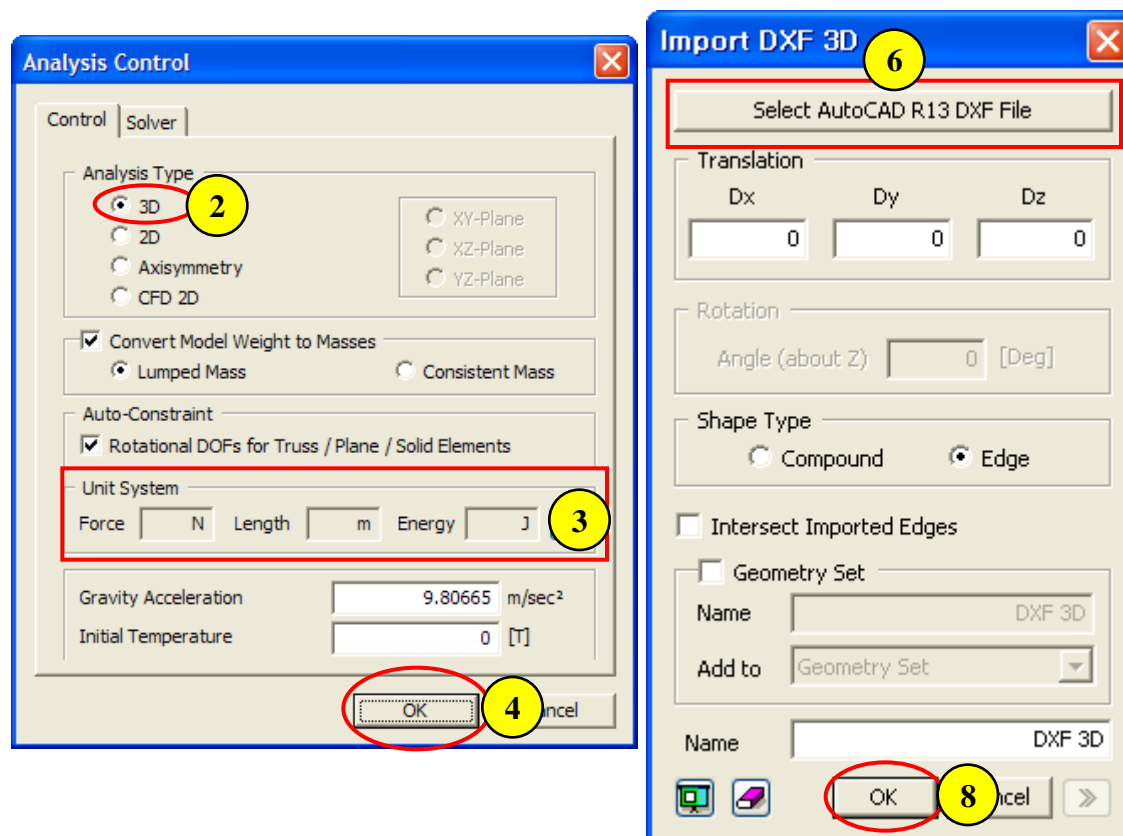 Analysis Control
Control
Solver
Analysis Type
3D
2
2D
Axisymmetry
CFD 2D
XY-Plane
XZ-Plane
YZ-Plane
Convert Model Weight to Masses
Lumped Mass
Consistent Mass
Auto-Constraint
Rotational DOFs for Truss / Plane / Solid Elements
Unit System
Force N Length m Energy J
3
Gravity Acceleration 9.80665 m/sec²
Initial Temperature 0 [T]
OK
4
ncel
Import DXF 3D
6
Select AutoCAD R13 DXF File
Translation
Dx Dy Dz
0 0 0
Rotation
Angle (about Z) 0 [Deg]
Shape Type
Compound Edge
Intersect Imported Edges
Geometry Set
Name DXF 3D
Add to Geometry Set
Name DXF 3D
OK
8
ncel
>>